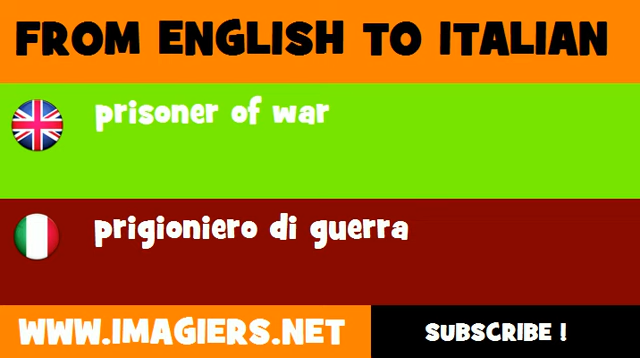 FROM ENGLISH TO ITALIAN
prisoner of war
prigioniero di guerra
WWW.IMAGIERS.NET
SUBSCRIBE !